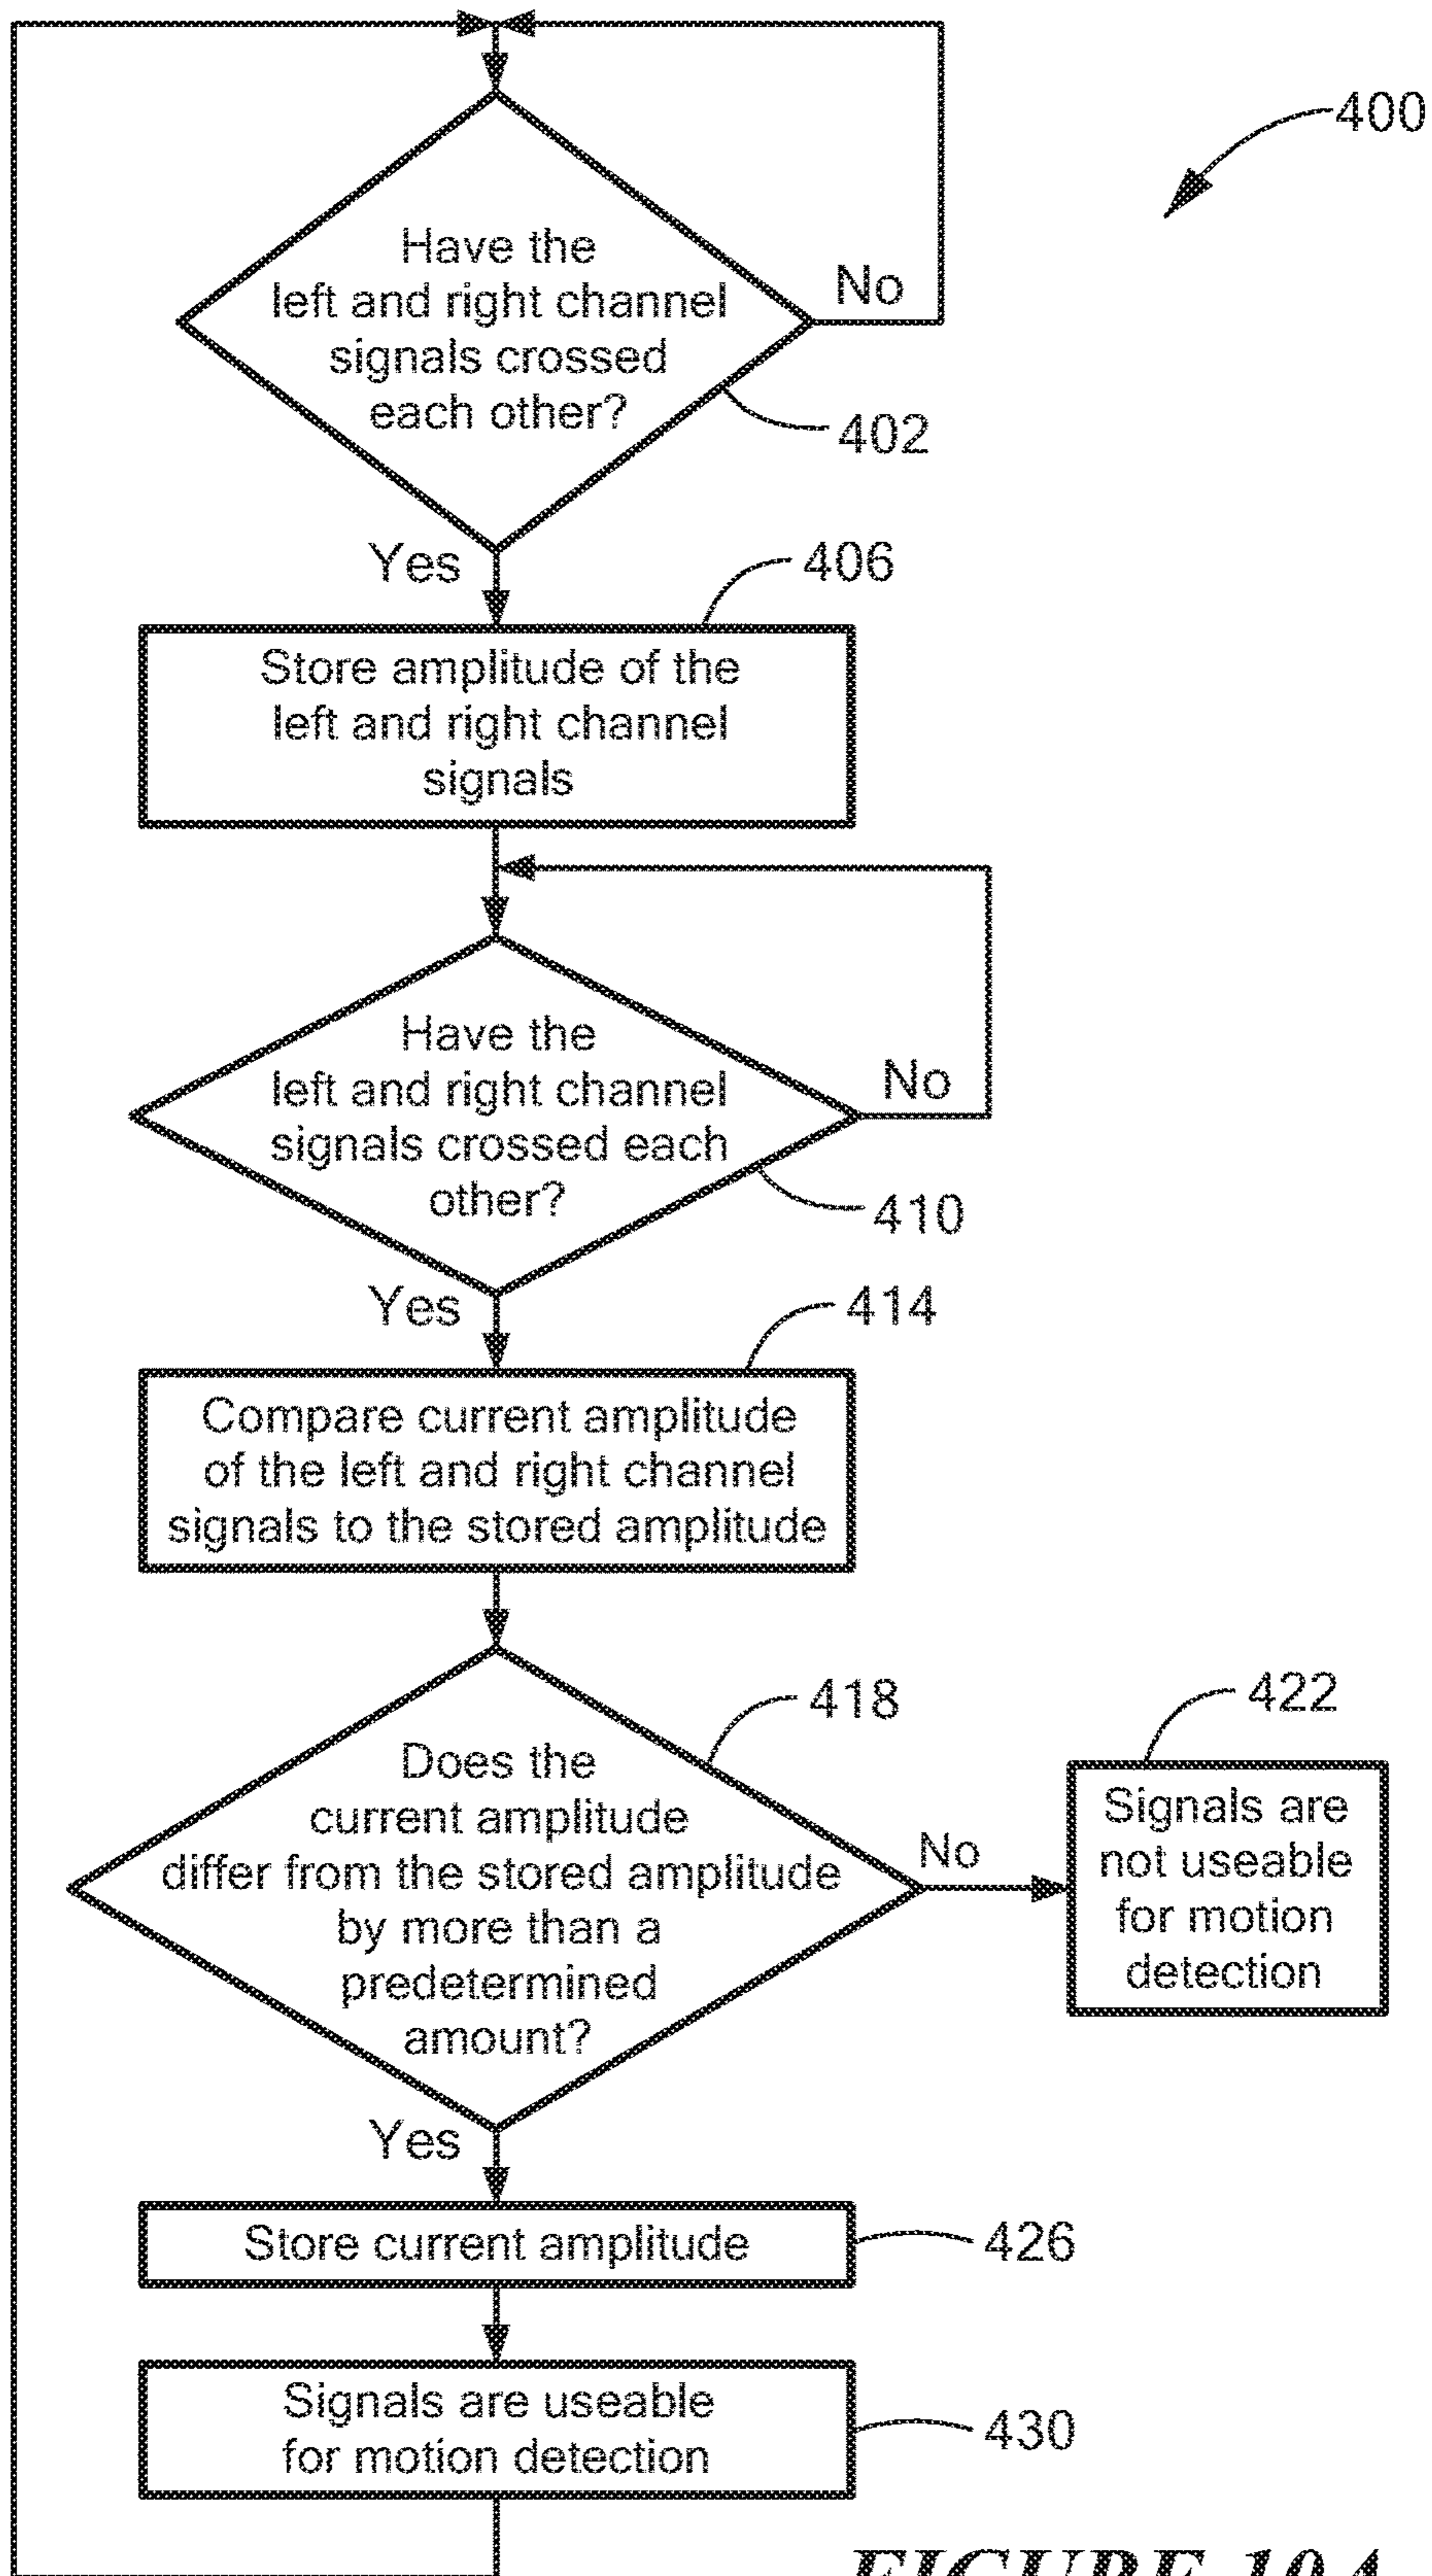 400
Have the
left and right channel
signals crossed
each other?
No
402
Yes
406
Store amplitude of the
left and right channel
signals
Have the
left and right channel
signals crossed each
other?
No
410
Yes
414
Compare current amplitude
of the left and right channel
signals to the stored amplitude
418
Does the
current amplitude
differ from the stored amplitude
by more than a
predetermined
amount?
No
422
Signals are
not useable
for motion
detection
Yes
Store current amplitude
426
Signals are useable
for motion detection
430
FIGURE 10A